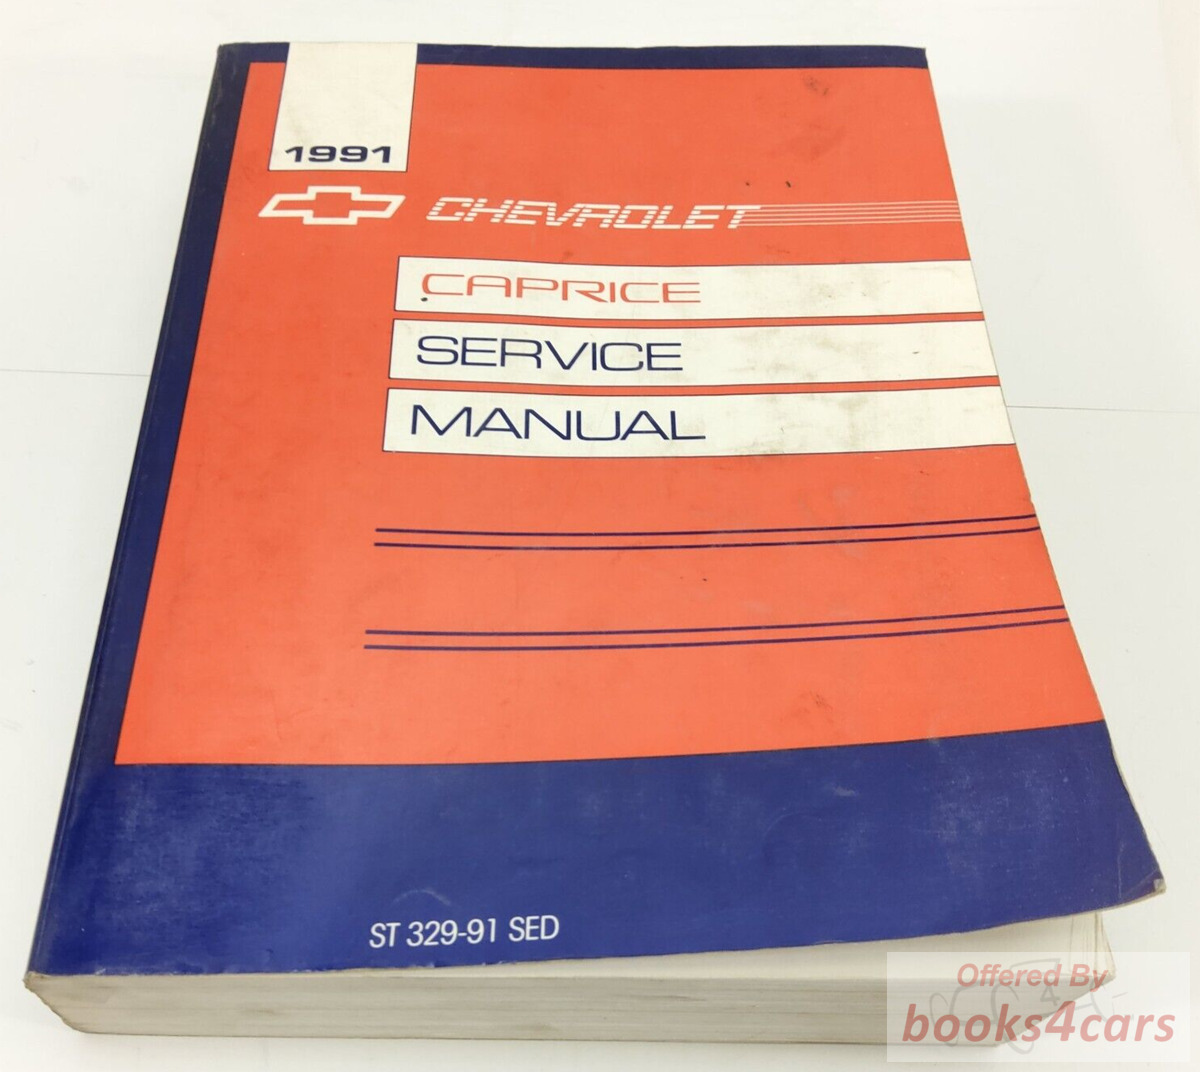 1991
CHEVROLET
CAPRICE
SERVICE
MANUAL
ST 329-91 SED
Offered By
books4cars